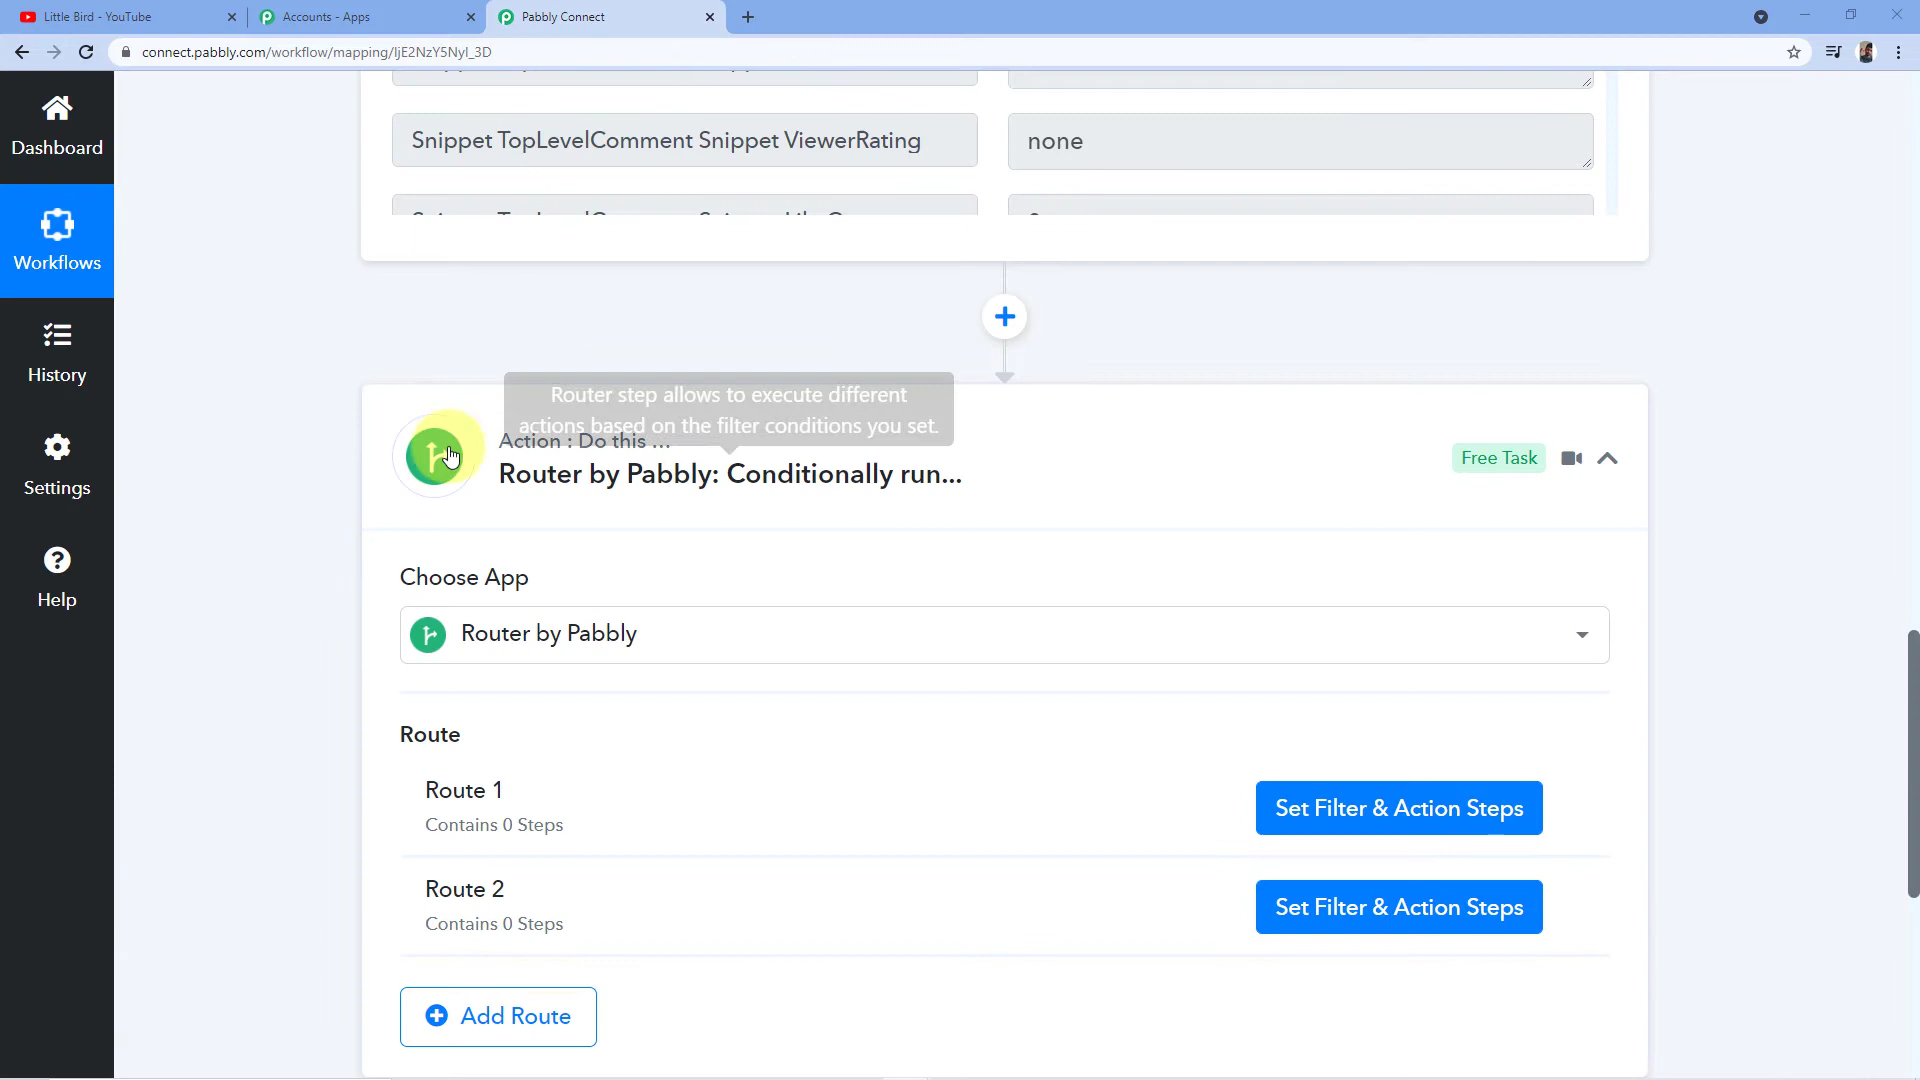 Little Bird - YouTube
Accounts - Apps
Pabbly Connect
connect.pabbly.com/workflow/mapping/IjE2NzY5NyI_3D
Dashboard
Workflows
History
Settings
Help
Snippet TopLevelComment Snippet ViewerRating
none
Router step allows to execute different
actions based on the filter conditions you set.
Action : Do this ...
Router by Pabbly: Conditionally run...
Free Task
Choose App
Router by Pabbly
Route
Route 1
Contains 0 Steps
Set Filter & Action Steps
Route 2
Contains 0 Steps
Set Filter & Action Steps
Add Route